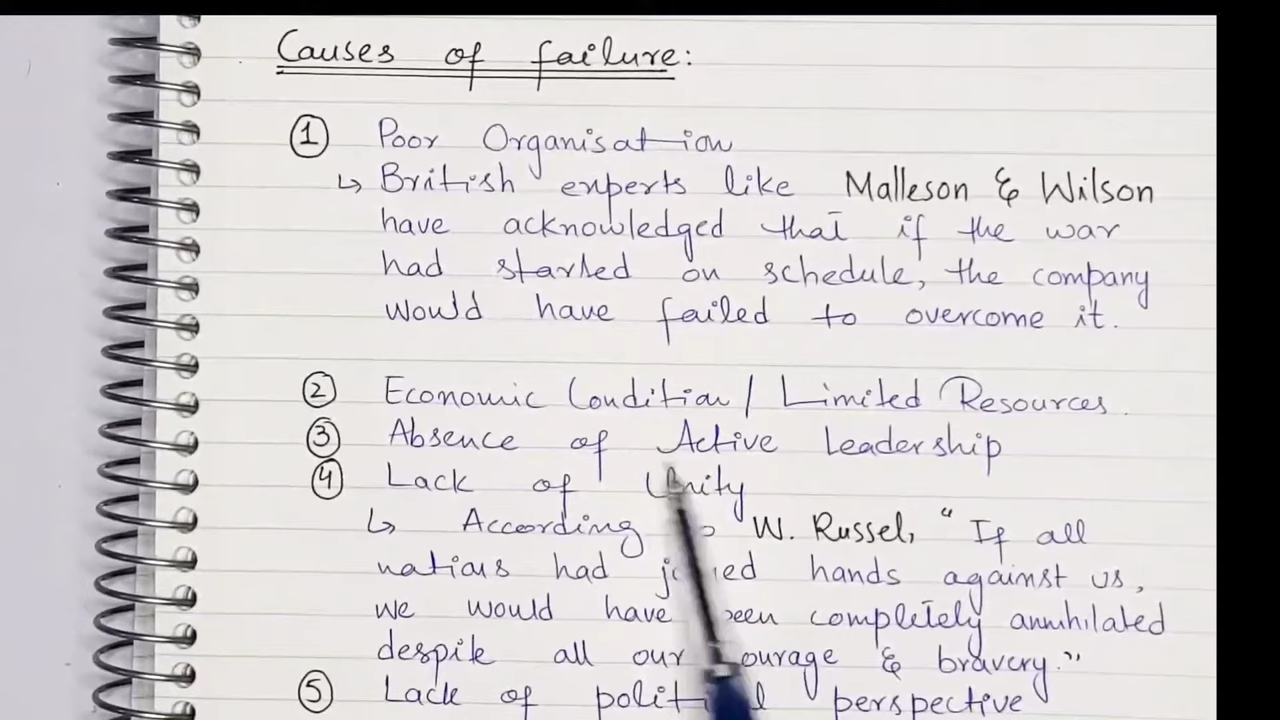 Causes of failure:
1 Poor Organisation
↳ British experts like Malleson & Wilson
have acknowledged that if the war
had started on schedule, the company
would have failed to overcome it.
2 Economic Condition / Limited Resources.
3 Absence of Active Leadership
4 Lack of Unity
↳ According W. Russel, "If all
nations had hands against us,
we would have completely annihilated
despite all our & bravery."
5 Lack of perspective